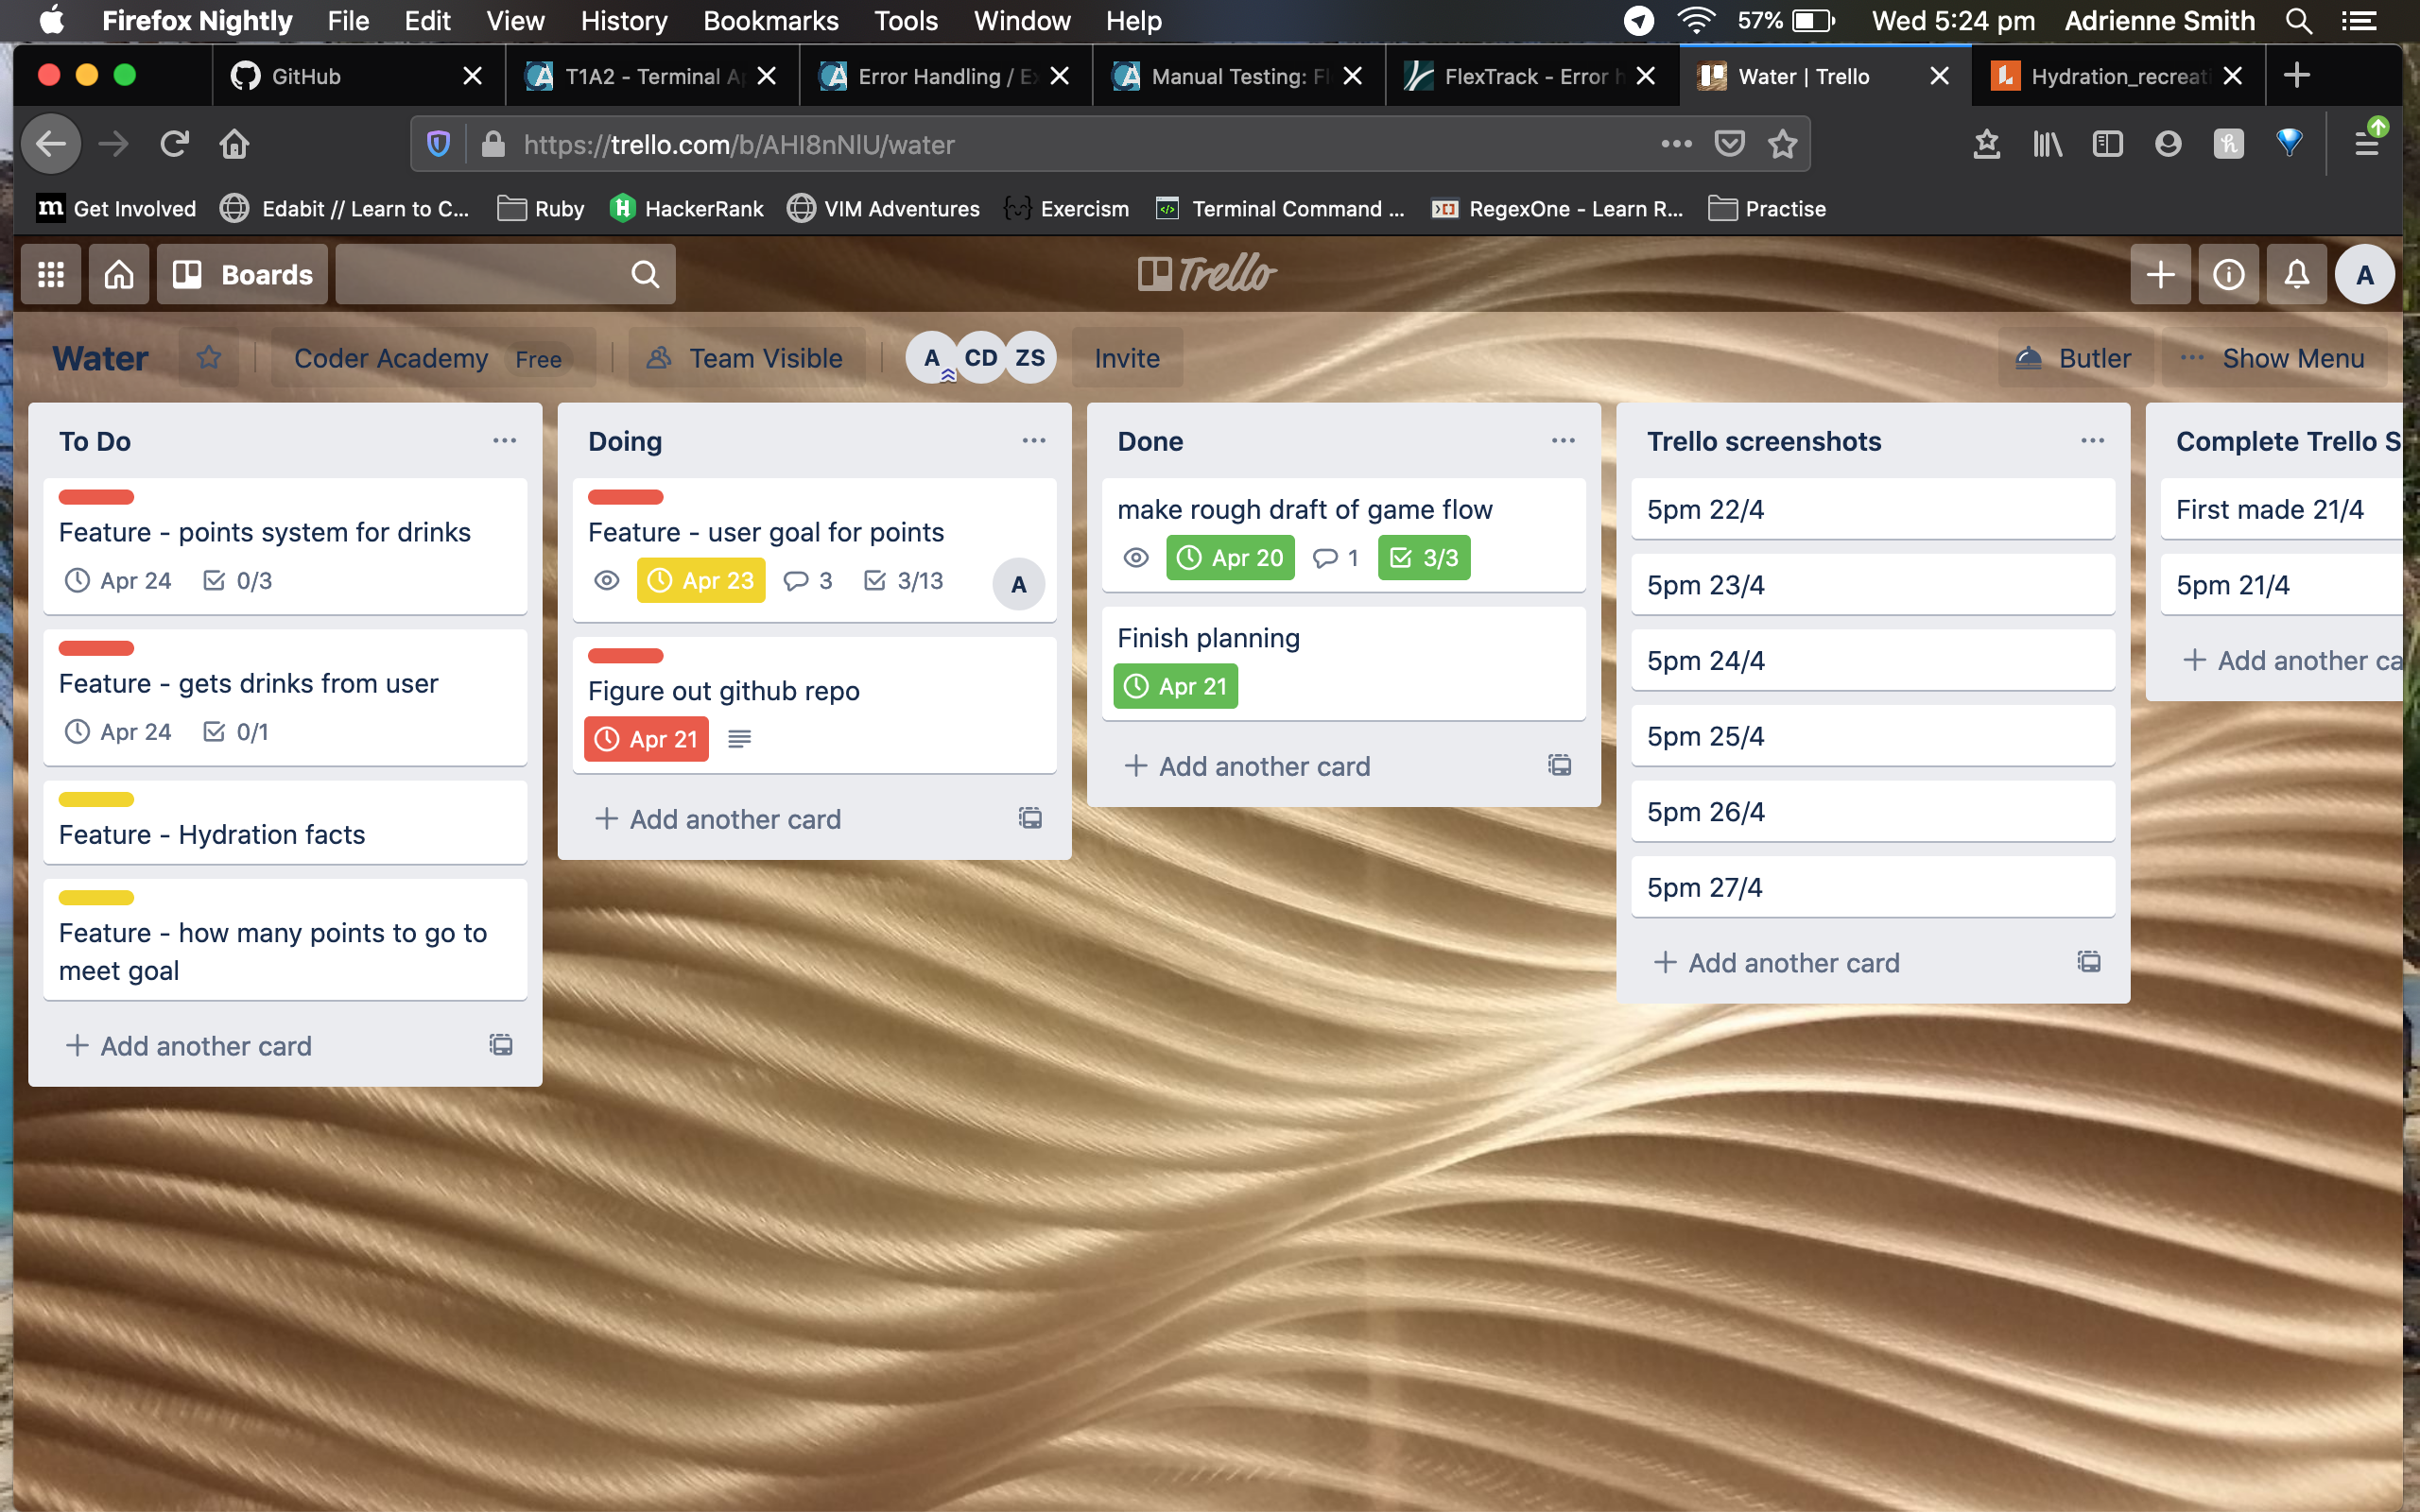 Firefox Nightly File Edit View History Bookmarks Tools Window Help 57% Wed 5:24 pm Adrienne Smith
GitHub T1A2 - Terminal A Error Handling / E Manual Testing: F FlexTrack - Error h Water | Trello Hydration_recreat
https://trello.com/b/AHI8nNlU/water
Get Involved Edabit // Learn to C... Ruby HackerRank VIM Adventures Exercism Terminal Command ... RegexOne - Learn R... Practise
Boards Trello A
Water Coder Academy Free Team Visible A CD ZS Invite Butler Show Menu
To Do
Feature - points system for drinks
Apr 24 0/3
Feature - gets drinks from user
Apr 24 0/1
Feature - Hydration facts
Feature - how many points to go to
meet goal
Add another card
Doing
Feature - user goal for points
Apr 23 3 3/13 A
Figure out github repo
Apr 21
Add another card
Done
make rough draft of game flow
Apr 20 1 3/3
Finish planning
Apr 21
Add another card
Trello screenshots
5pm 22/4
5pm 23/4
5pm 24/4
5pm 25/4
5pm 26/4
5pm 27/4
Add another card
Complete Trello S
First made 21/4
5pm 21/4
Add another ca